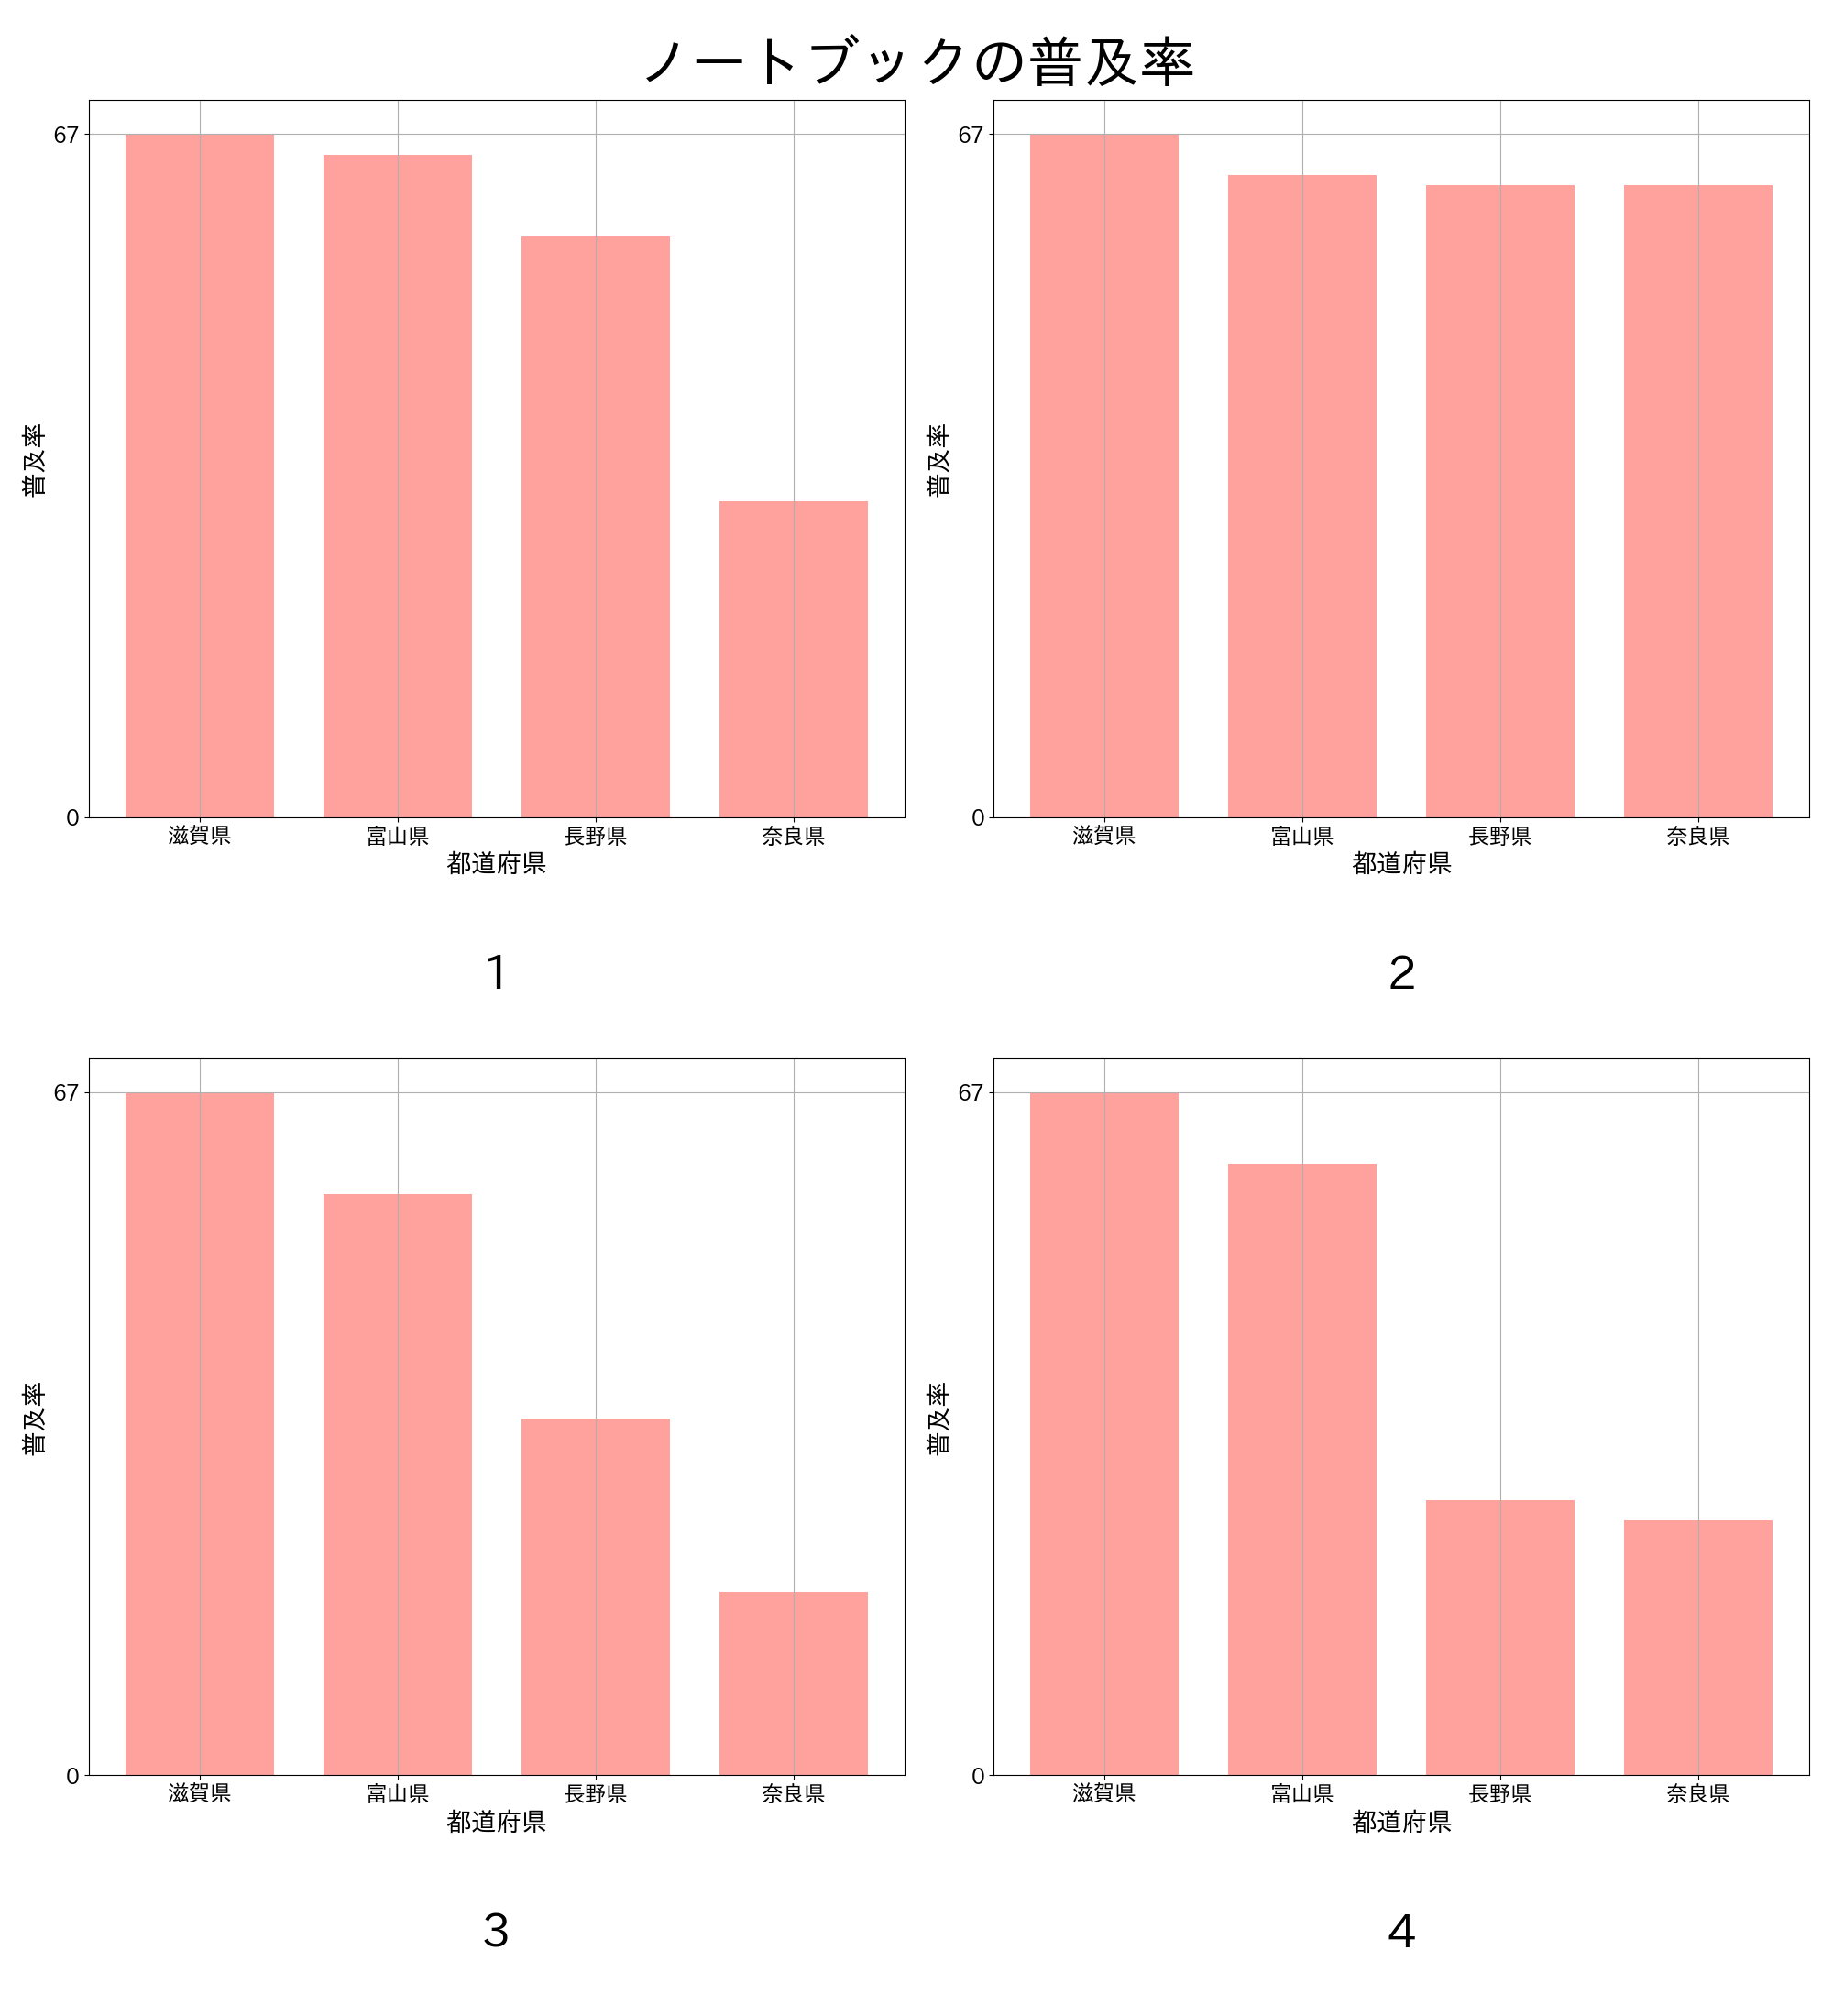 ノートブックの普及率
67
0
普及率
滋賀県 富山県 長野県 奈良県
都道府県
1
67
0
普及率
滋賀県 富山県 長野県 奈良県
都道府県
2
67
0
普及率
滋賀県 富山県 長野県 奈良県
都道府県
3
67
0
普及率
滋賀県 富山県 長野県 奈良県
都道府県
4